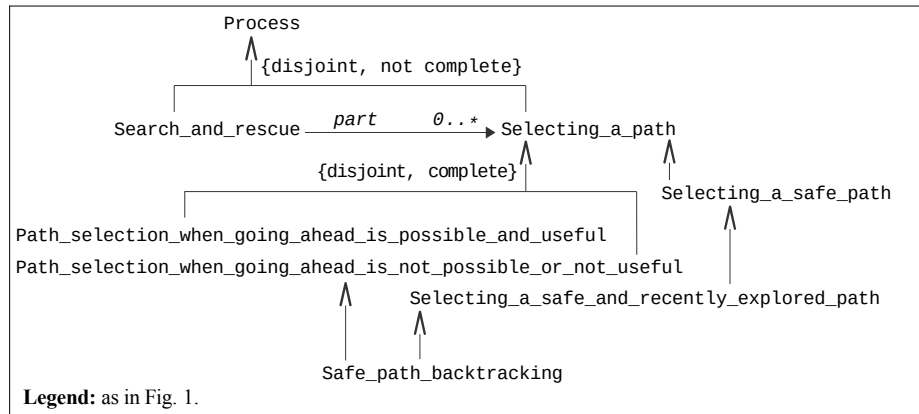 Process
{disjoint, not complete}
Search_and_rescue part 0..* Selecting_a_path
{disjoint, complete}
Selecting_a_safe_path
Path_selection_when_going_ahead_is_possible_and_useful
Path_selection_when_going_ahead_is_not_possible_or_not_useful
Selecting_a_safe_and_recently_explored_path
Safe_path_backtracking
Legend: as in Fig. 1.